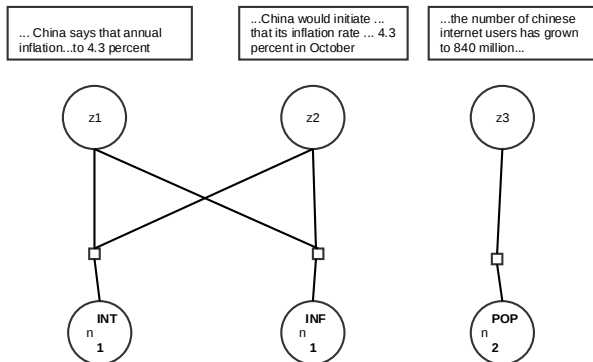 ... China says that annual
inflation...to 4.3 percent
...China would initiate ...
that its inflation rate ... 4.3
percent in October
...the number of chinese
internet users has grown
to 840 million...
z1
z2
z3
INT
n
1
INF
n
1
POP
n
2